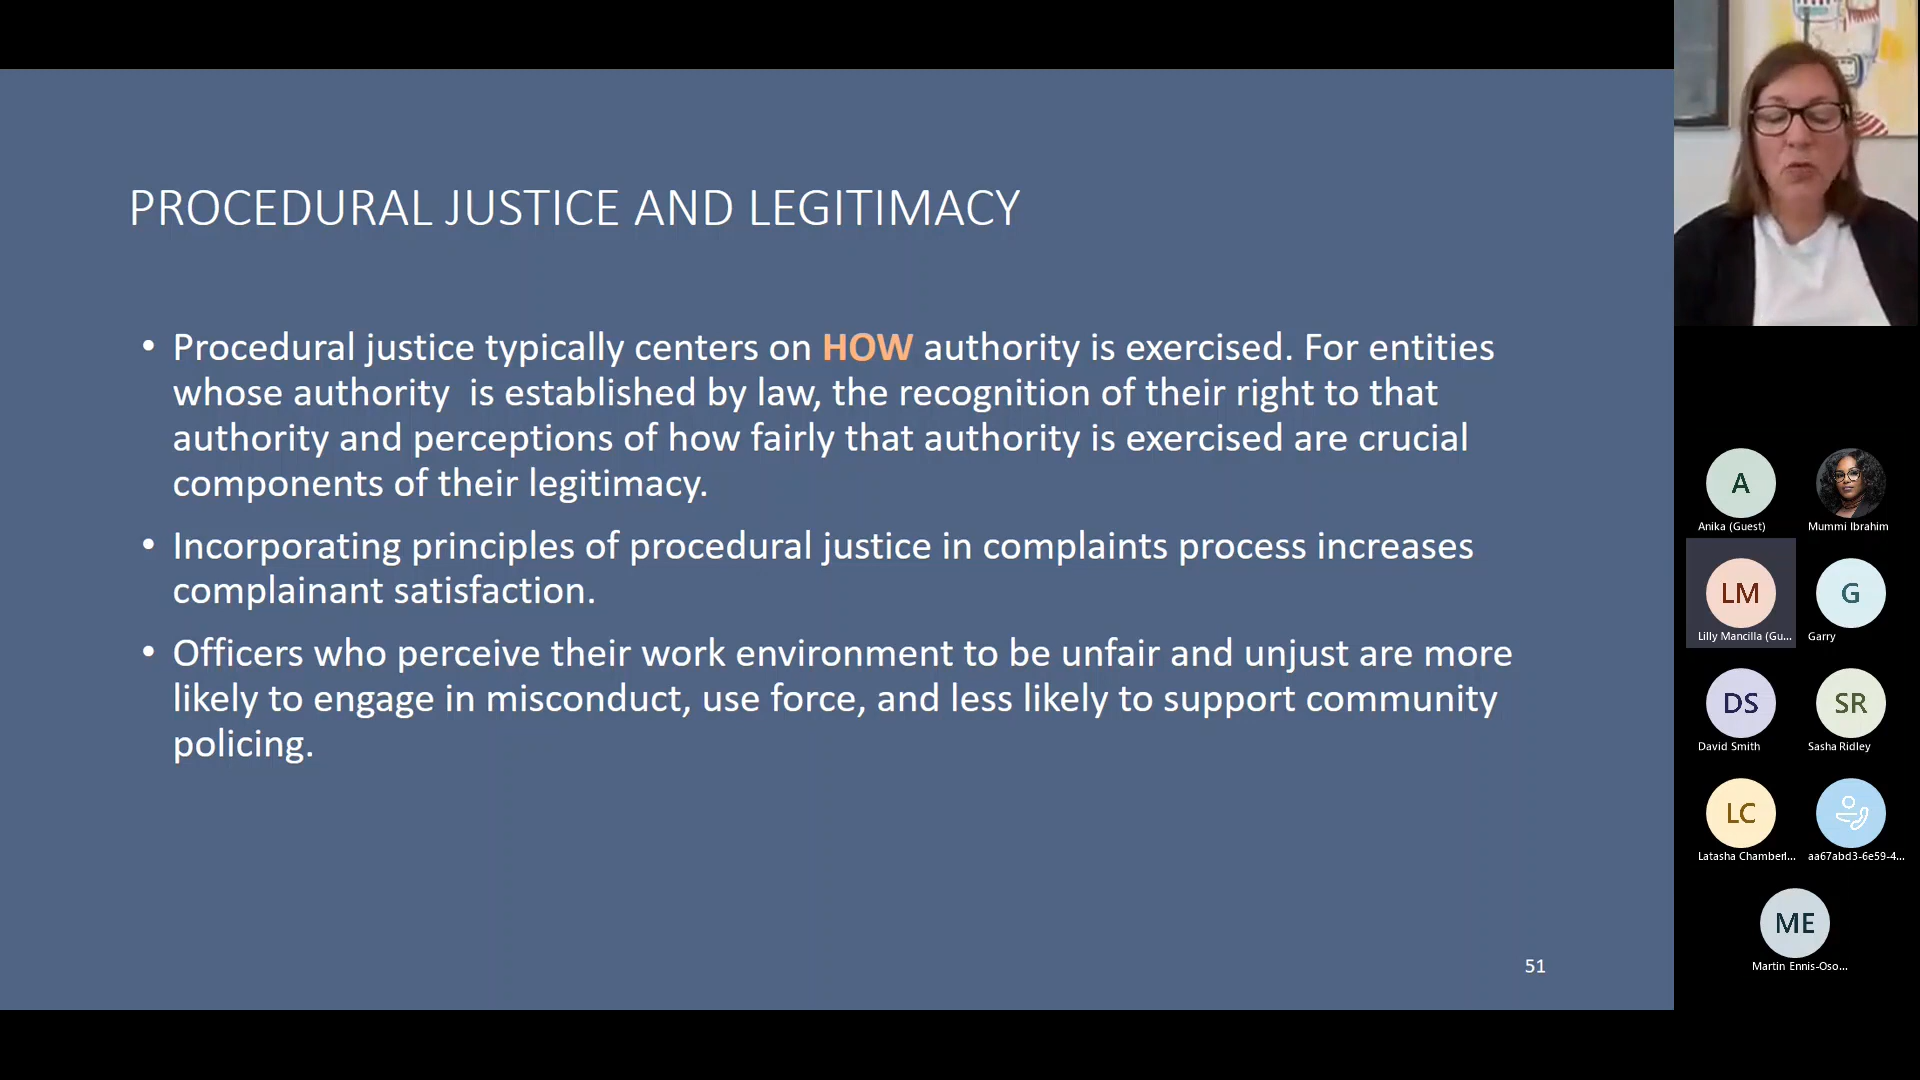 PROCEDURAL JUSTICE AND LEGITIMACY
• Procedural justice typically centers on HOW authority is exercised. For entities
whose authority  is established by law, the recognition of their right to that
authority and perceptions of how fairly that authority is exercised are crucial
components of their legitimacy.
• Incorporating principles of procedural justice in complaints process increases
complainant satisfaction.
• Officers who perceive their work environment to be unfair and unjust are more
likely to engage in misconduct, use force, and less likely to support community
policing.
51
A
Anika (Guest)
Mummi Ibrahim
LM
Lilly Mancilla (Gu...
G
Garry
DS
David Smith
SR
Sasha Ridley
LC
Latasha Chamberl...
aa67abd3-6e59-4...
ME
Martin Ennis-Oso...